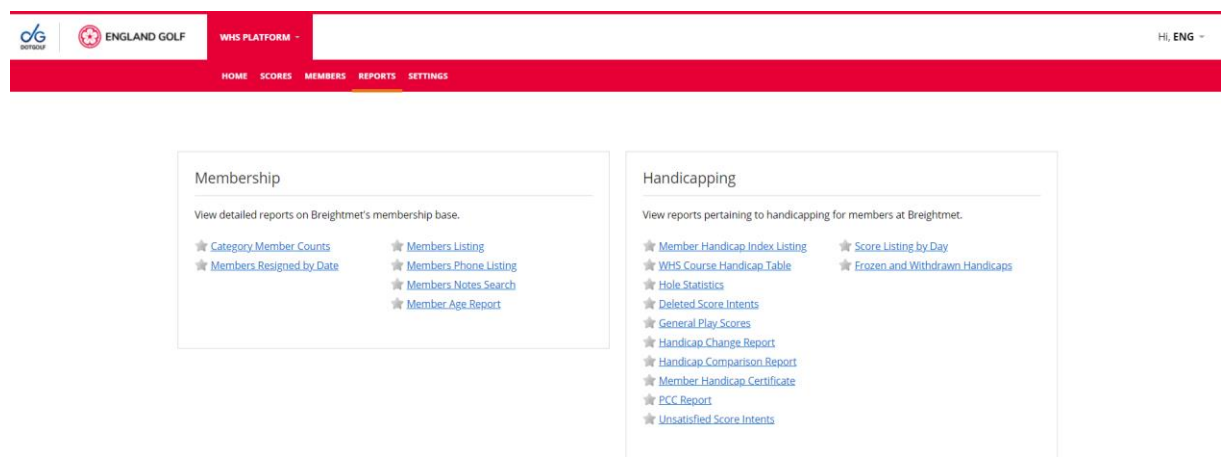 DOTGOLF
ENGLAND GOLF
WHS PLATFORM
Hi, ENG
HOME SCORES MEMBERS REPORTS SETTINGS
Membership
View detailed reports on Breightmet's membership base.
Category Member Counts
Members Resigned by Date
Members Listing
Members Phone Listing
Members Notes Search
Member Age Report
Handicapping
View reports pertaining to handicapping for members at Breightmet.
Member Handicap Index Listing
WHS Course Handicap Table
Hole Statistics
Deleted Score Intents
General Play Scores
Handicap Change Report
Handicap Comparison Report
Member Handicap Certificate
PCC Report
Unsatisfied Score Intents
Score Listing by Day
Frozen and Withdrawn Handicaps